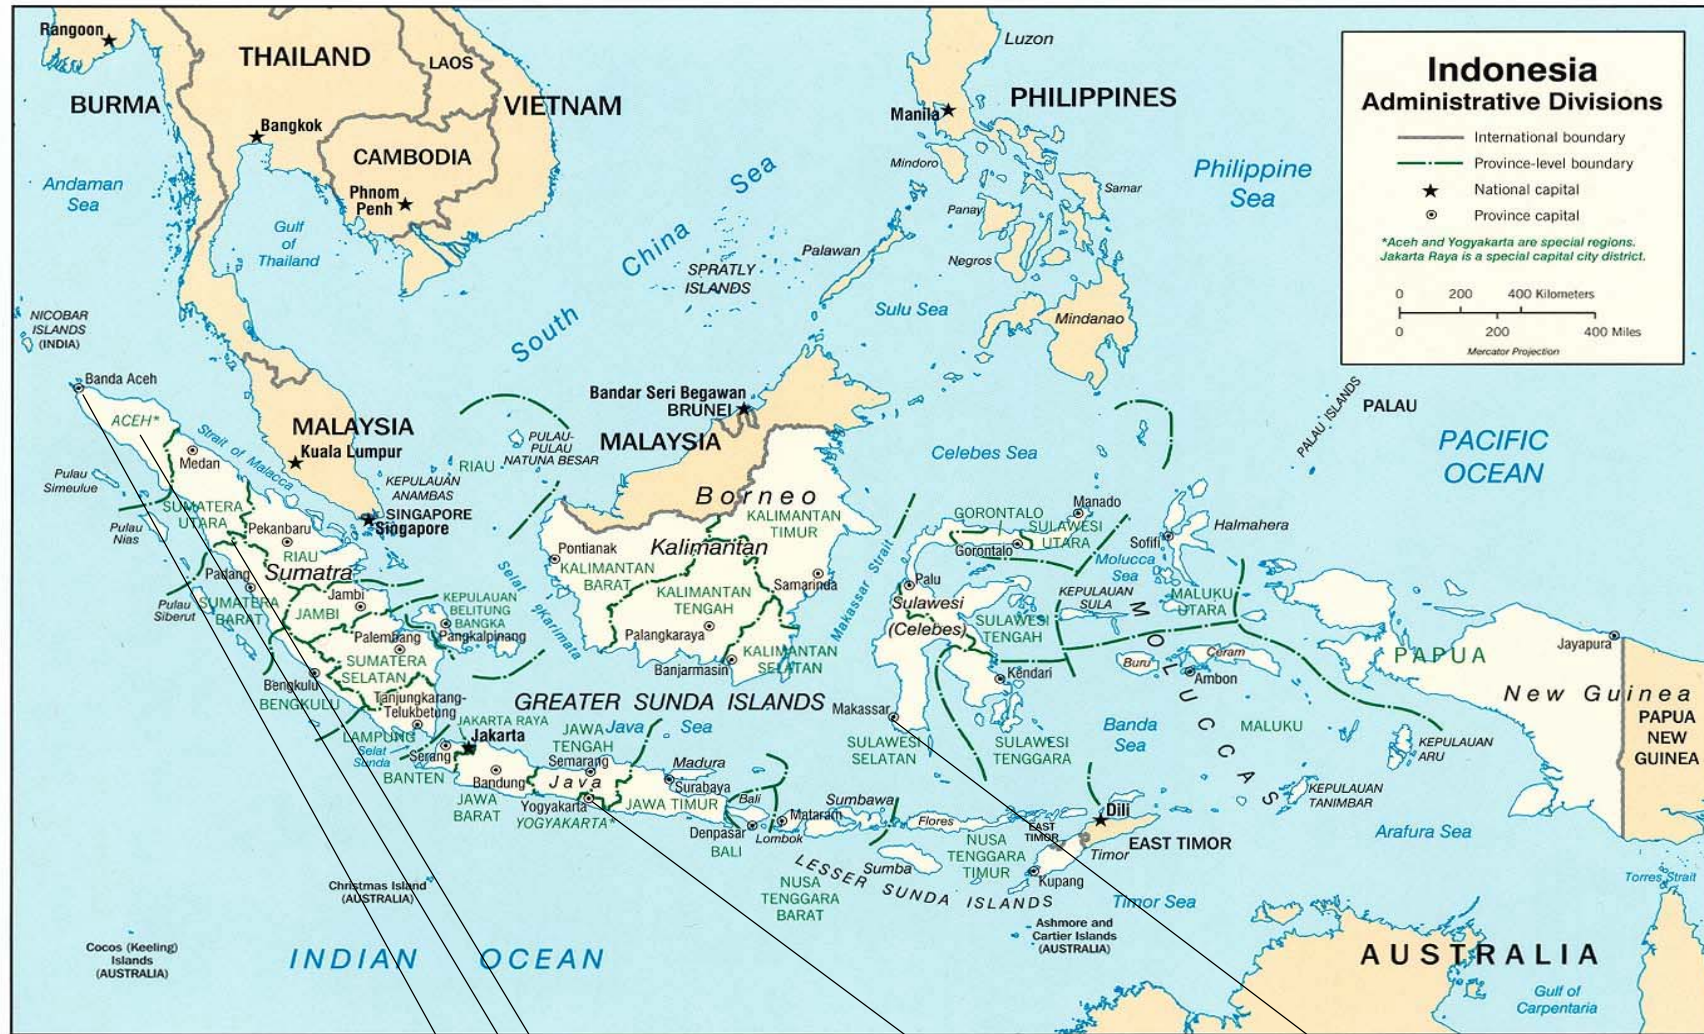 Rangoon
THAILAND
LAOS
BURMA
VIETNAM
Bangkok
CAMBODIA
Phnom
Penh
Andaman
Sea
Gulf
of
Thailand
Luzon
PHILIPPINES
Manila
Mindoro
Philippine
Sea
Samar
Panay
Palawan
Negros
South China Sea
SPRATLY
ISLANDS
Sulu Sea
Mindanao
Indonesia
Administrative Divisions
International boundary
Province-level boundary
National capital
Province capital
*Aceh and Yogyakarta are special regions.
Jakarta Raya is a special capital city district.
0 200 400 Kilometers
0 200 400 Miles
Mercator Projection
NICOBAR
ISLANDS
(INDIA)
Banda Aceh
ACEH*
Strait of Malacca
Medan
MALAYSIA
Kuala Lumpur
Pulau
Simeulue
SUMATERA
UTARA
Pulau
Nias
Pekanbaru
RIAU
Sumatra
SINGAPORE
Singapore
KEPULAUAN
ANAMBAS
RIAU
PULAU-
PULAU
NATUNA BESAR
Bandar Seri Begawan
BRUNEI
MALAYSIA
Borneo
KALIMANTAN
TIMUR
Kalimantan
Pontianak
KALIMANTAN
BARAT
KALIMANTAN
TENGAH
Samarinda
Palangkaraya
Banjarmasin
KALIMANTAN
SELATAN
Selat Karimata
Makassar Strait
Celebes Sea
PALAU ISLANDS
PALAU
PACIFIC
OCEAN
Manado
GORONTALO
SULAWESI
UTARA
Gorontalo
Halmahera
Sofifi
Molucca
Sea
Palu
Sulawesi
(Celebes)
SULAWESI
TENGAH
KEPULAUAN
SULA
MALUKU
UTARA
MOLUCCAS
Padang
SUMATERA
BARAT
Pulau
Siberut
Jambi
JAMBI
KEPULAUAN
BELITUNG
BANGKA
Pangkalpinang
Palembang
SUMATERA
SELATAN
Bengkulu
BENGKULU
Tanjungkarang-
Telukbetung
LAMPUNG
Selat
Sunda
JAKARTA RAYA
Jakarta
Serang
BANTEN
GREATER SUNDA ISLANDS
Java Sea
JAWA
TENGAH
Semarang
Java
Bandung
JAWA
BARAT
Yogyakarta
YOGYAKARTA*
JAWA TIMUR
Madura
Surabaya
Bali
Denpasar
BALI
Mataram
Lombok
Sumbawa
Makassar
SULAWESI
SELATAN
Kendari
SULAWESI
TENGGARA
Buru
Ceram
Ambon
Banda
Sea
MALUKU
PAPUA
Jayapura
New Guinea
PAPUA
NEW
GUINEA
KEPULAUAN
ARU
KEPULAUAN
TANIMBAR
Flores
EAST
TIMOR
Dili
EAST TIMOR
Timor
Arafura Sea
NUSA
TENGGARA
TIMUR
Sumba
Kupang
LESSER SUNDA ISLANDS
NUSA
TENGGARA
BARAT
Timor Sea
Torres Strait
Christmas Island
(AUSTRALIA)
Ashmore and
Cartier Islands
(AUSTRALIA)
Cocos (Keeling)
Islands
(AUSTRALIA)
INDIAN OCEAN
AUSTRALIA
Gulf of
Carpentaria